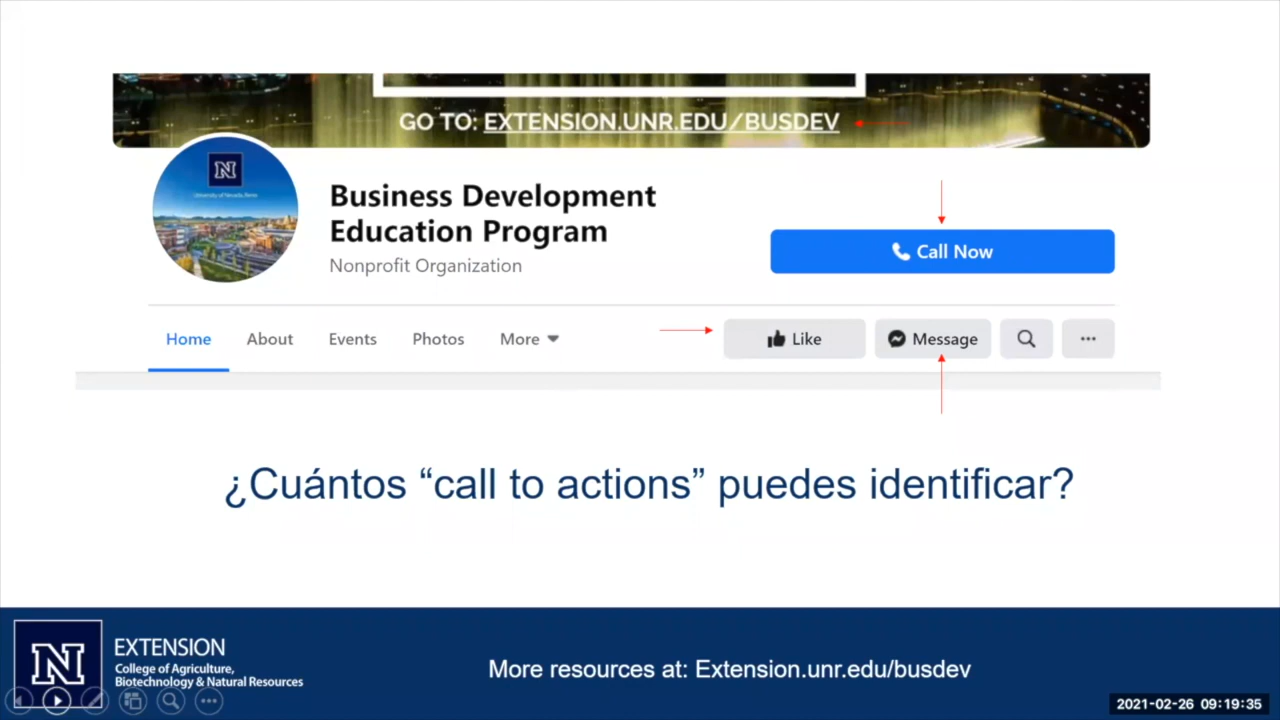 GO TO: EXTENSION.UNR.EDU/BUSDEV
N
University of Nevada, Reno
Business Development
Education Program
Nonprofit Organization
Call Now
Home About Events Photos More
Like Message
¿Cuántos “call to actions” puedes identificar?
N
EXTENSION
College of Agriculture,
Biotechnology & Natural Resources
More resources at: Extension.unr.edu/busdev
2021-02-26 09:19:35